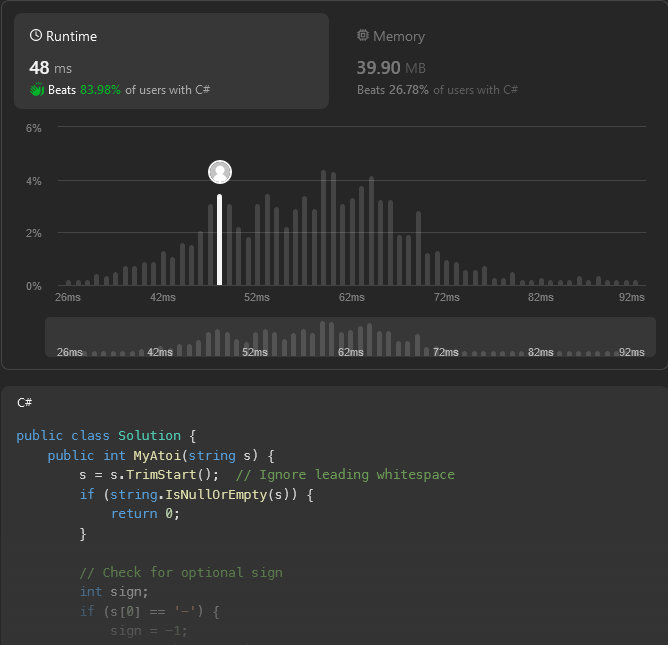 Runtime
48 ms
Beats 83.98% of users with C#
Memory
39.90 MB
Beats 26.78% of users with C#
6%
4%
2%
0%
26ms 42ms 52ms 62ms 72ms 82ms 92ms
26ms 42ms 52ms 62ms 72ms 82ms 92ms
C#
public class Solution {
    public int MyAtoi(string s) {
        s = s.TrimStart();  // Ignore leading whitespace
        if (string.IsNullOrEmpty(s)) {
            return 0;
        }
        // Check for optional sign
        int sign;
        if (s[0] == '-') {
            sign = -1;